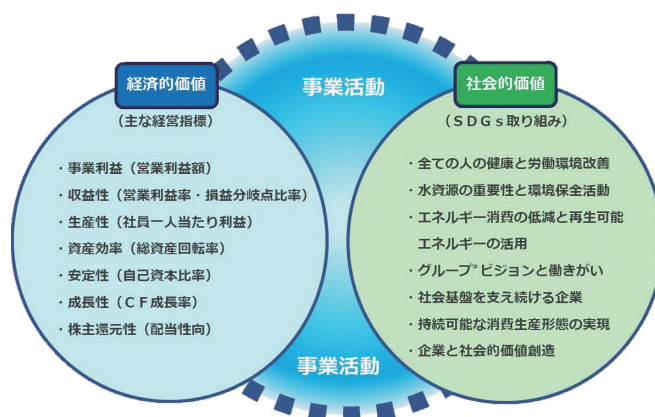 事業活動
経済的価値
(主な経営指標)
・事業利益(営業利益額)
・収益性(営業利益率・損益分岐点比率)
・生産性(社員一人当たり利益)
・資産効率(総資産回転率)
・安定性(自己資本比率)
・成長性(CF成長率)
・株主還元性(配当性向)
社会的価値
(SDGs取り組み)
・全ての人の健康と労働環境改善
・水資源の重要性と環境保全活動
・エネルギー消費の低減と再生可能
エネルギーの活用
・グループ°ビジョンと働きがい
・社会基盤を支え続ける企業
・持続可能な消費生産形態の実現
・企業と社会的価値創造
事業活動